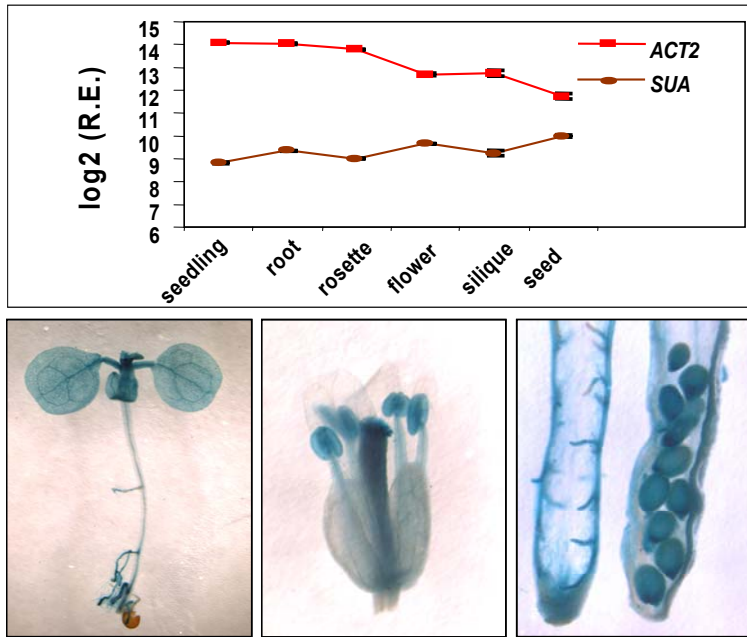 15
14
13
12
11
10
9
8
7
6
log2 (R.E.)
ACT2
SUA
seedling
root
rosette
flower
silique
seed